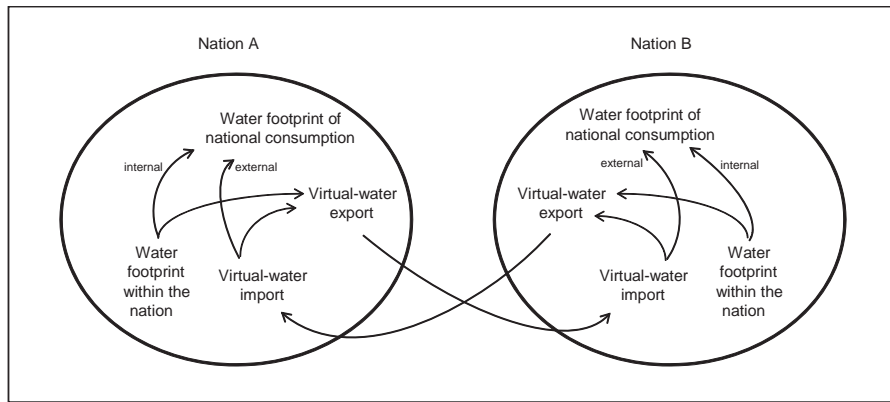 Nation A
Nation B
Water footprint of
national consumption
internal
external
Virtual-water
export
Water
footprint
within the
nation
Virtual-water
import
Water footprint of
national consumption
external
internal
Virtual-water
export
Virtual-water
import
Water
footprint
within the
nation